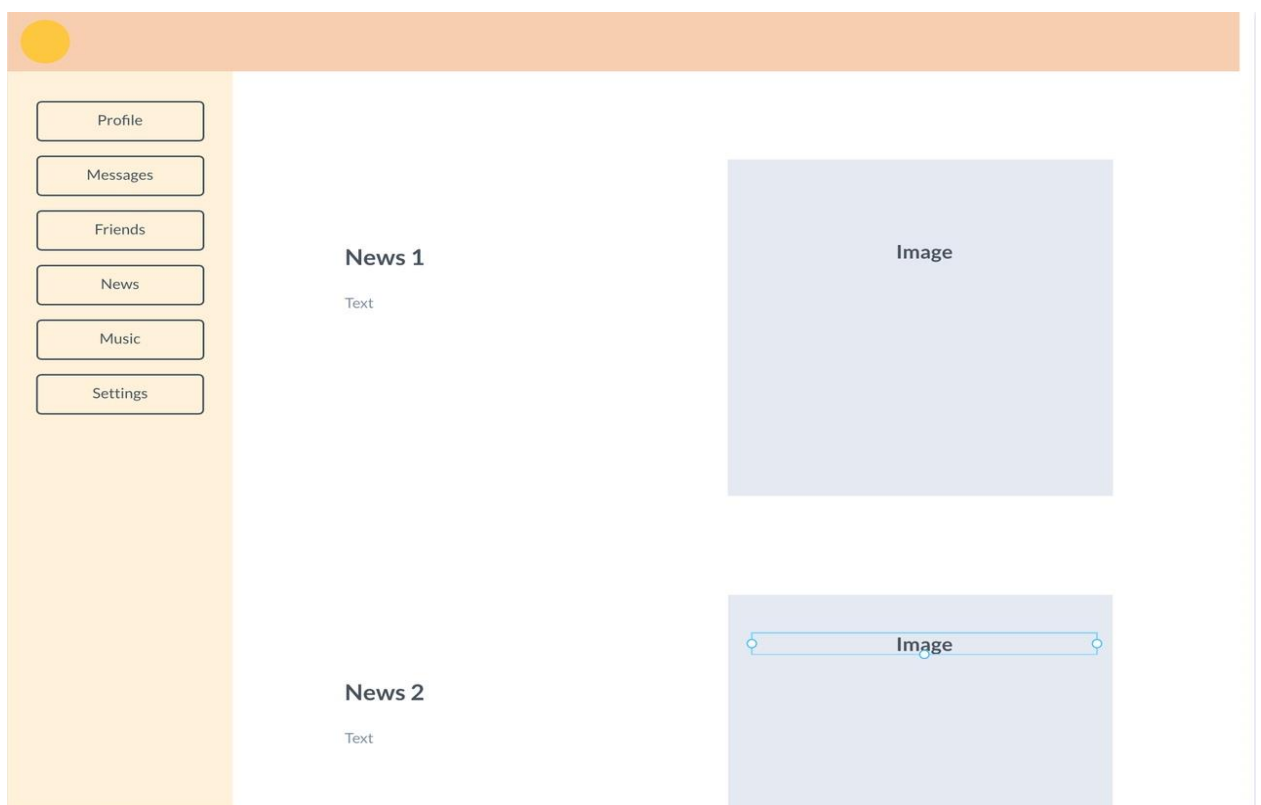 Profile
Messages
Friends
News
Music
Settings
News 1
Text
Image
News 2
Text
Image